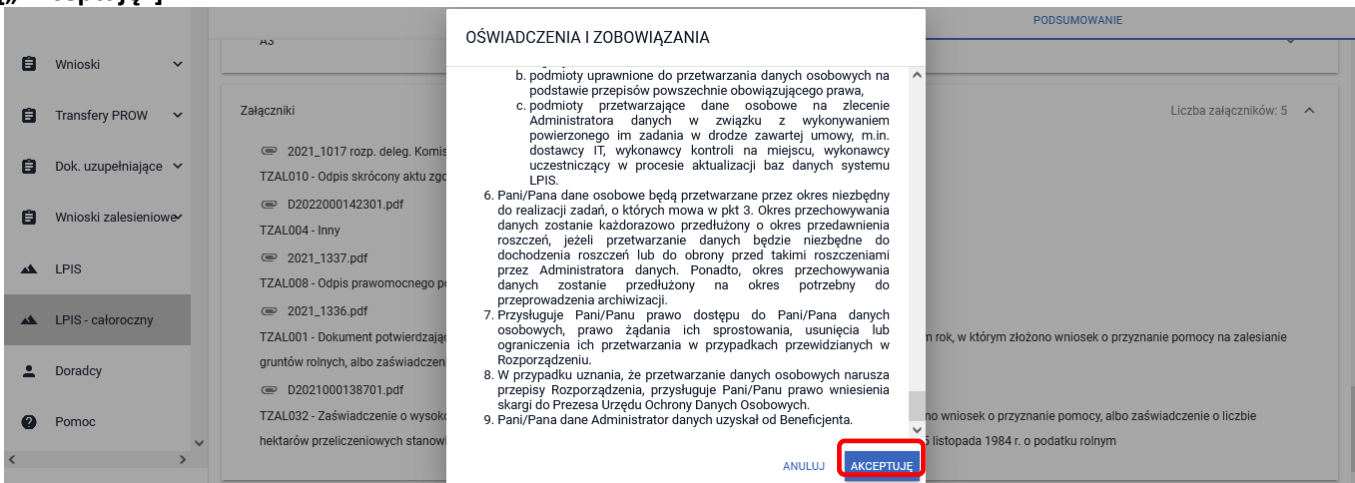 PODSUMOWANIE
OŚWIADCZENIA I ZOBOWIĄZANIA
Wnioski
Transfery PROW
Dok. uzupełniające
Wnioski zalesieniowe
LPIS
LPIS - całoroczny
Doradcy
Pomoc
Załączniki
Liczba załączników: 5
2021_1017 rozp. deleg. Komis
TZAL010 - Odpis skrócony aktu zgo
D2022000142301.pdf
TZAL004 - Inny
2021_1337.pdf
TZAL008 - Odpis prawomocnego p
2021_1336.pdf
TZAL001 - Dokument potwierdzają
m rok, w którym złożono wniosek o przyznanie pomocy na zalesianie
gruntów rolnych, albo zaświadczen
D2021000138701.pdf
TZAL032 - Zaświadczenie o wysoko
no wniosek o przyznanie pomocy, albo zaświadczenie o liczbie
hektarów przeliczeniowych stanowi
5 listopada 1984 r. o podatku rolnym
b. podmioty uprawnione do przetwarzania danych osobowych na
podstawie przepisów powszechnie obowiązującego prawa,
c. podmioty przetwarzające dane osobowe na zlecenie
Administratora danych w związku z wykonywaniem
powierzonego im zadania w drodze zawartej umowy, m.in.
dostawcy IT, wykonawcy kontroli na miejscu, wykonawcy
uczestniczący w procesie aktualizacji baz danych systemu
LPIS.
6. Pani/Pana dane osobowe będą przetwarzane przez okres niezbędny
do realizacji zadań, o których mowa w pkt 3. Okres przechowywania
danych zostanie każdorazowo przedłużony o okres przedawnienia
roszczeń, jeżeli przetwarzanie danych będzie niezbędne do
dochodzenia roszczeń lub do obrony przed takimi roszczeniami
przez Administratora danych. Ponadto, okres przechowywania
danych zostanie przedłużony na okres potrzebny do
przeprowadzenia archiwizacji.
7. Przysługuje Pani/Panu prawo dostępu do Pani/Pana danych
osobowych, prawo żądania ich sprostowania, usunięcia lub
ograniczenia ich przetwarzania w przypadkach przewidzianych w
Rozporządzeniu.
8. W przypadku uznania, że przetwarzanie danych osobowych narusza
przepisy Rozporządzenia, przysługuje Pani/Panu prawo wniesienia
skargi do Prezesa Urzędu Ochrony Danych Osobowych.
9. Pani/Pana dane Administrator danych uzyskał od Beneficjenta.
ANULUJ
AKCEPTUJĘ